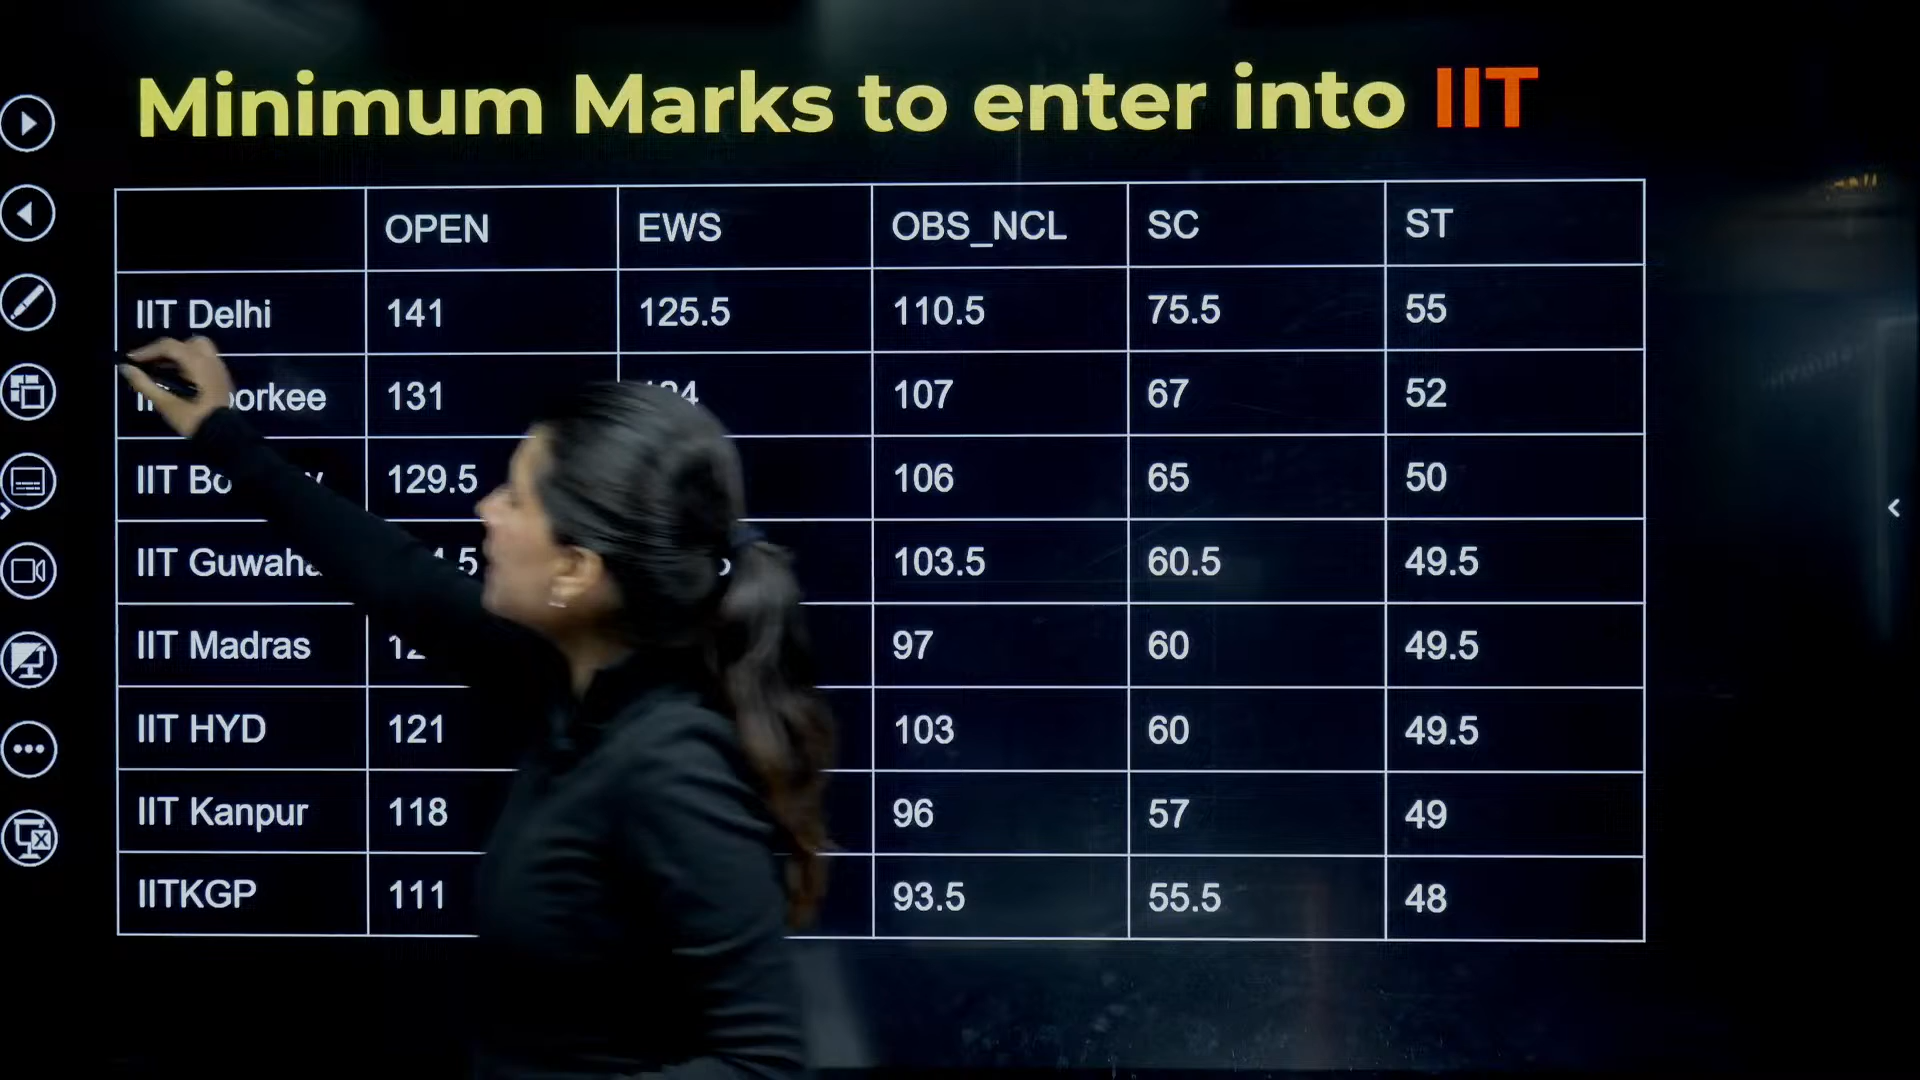 Minimum Marks to enter into IIT
OPEN EWS OBS_NCL SC ST
IIT Delhi 141 125.5 110.5 75.5 55
131 107 67 52
IIT 129.5 106 65 50
IIT 103.5 60.5 49.5
IIT Madras 97 60 49.5
IIT HYD 121 103 60 49.5
IIT Kanpur 118 96 57 49
IITKGP 111 93.5 55.5 48